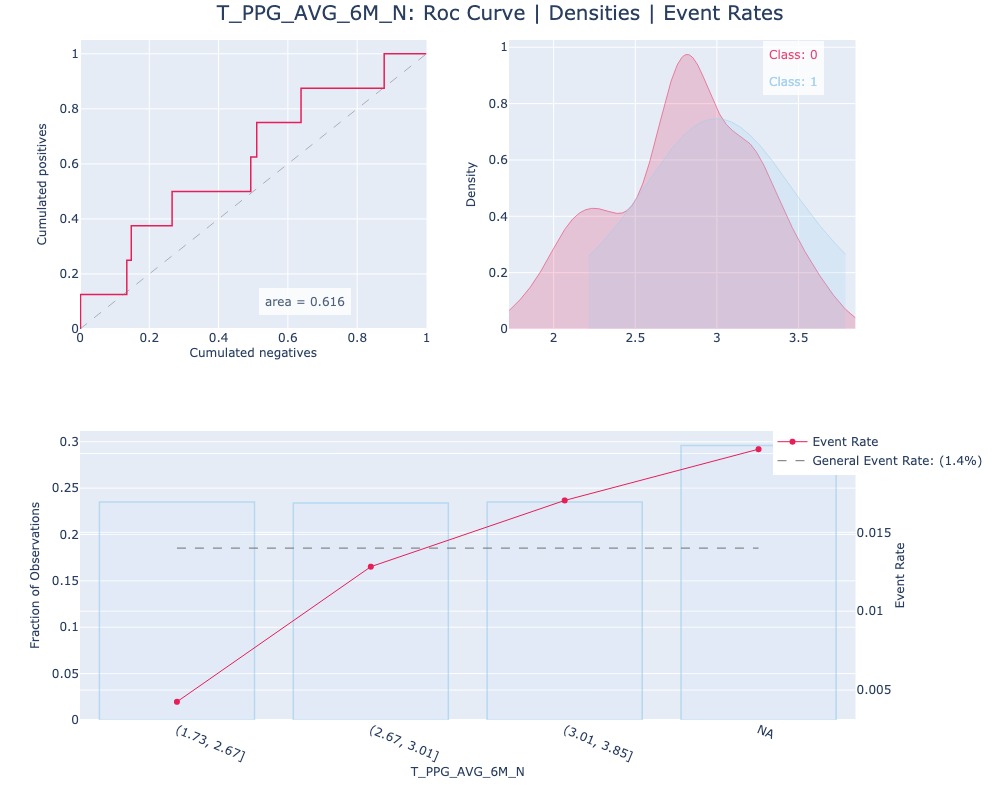 T_PPG_AVG_6M_N: Roc Curve | Densities | Event Rates
1
0.8
0.6
0.4
0.2
0
Cumulated positives
area = 0.616
0
0.2
0.4
0.6
0.8
1
Cumulated negatives
1
0.8
0.6
0.4
0.2
0
Density
Class: 0
Class: 1
2
2.5
3
3.5
0.3
0.25
0.2
0.15
0.1
0.05
0
Fraction of Observations
Event Rate
General Event Rate: (1.4%)
0.015
0.01
0.005
Event Rate
(1.73, 2.67]
(2.67, 3.01]
(3.01, 3.85]
NA
T_PPG_AVG_6M_N